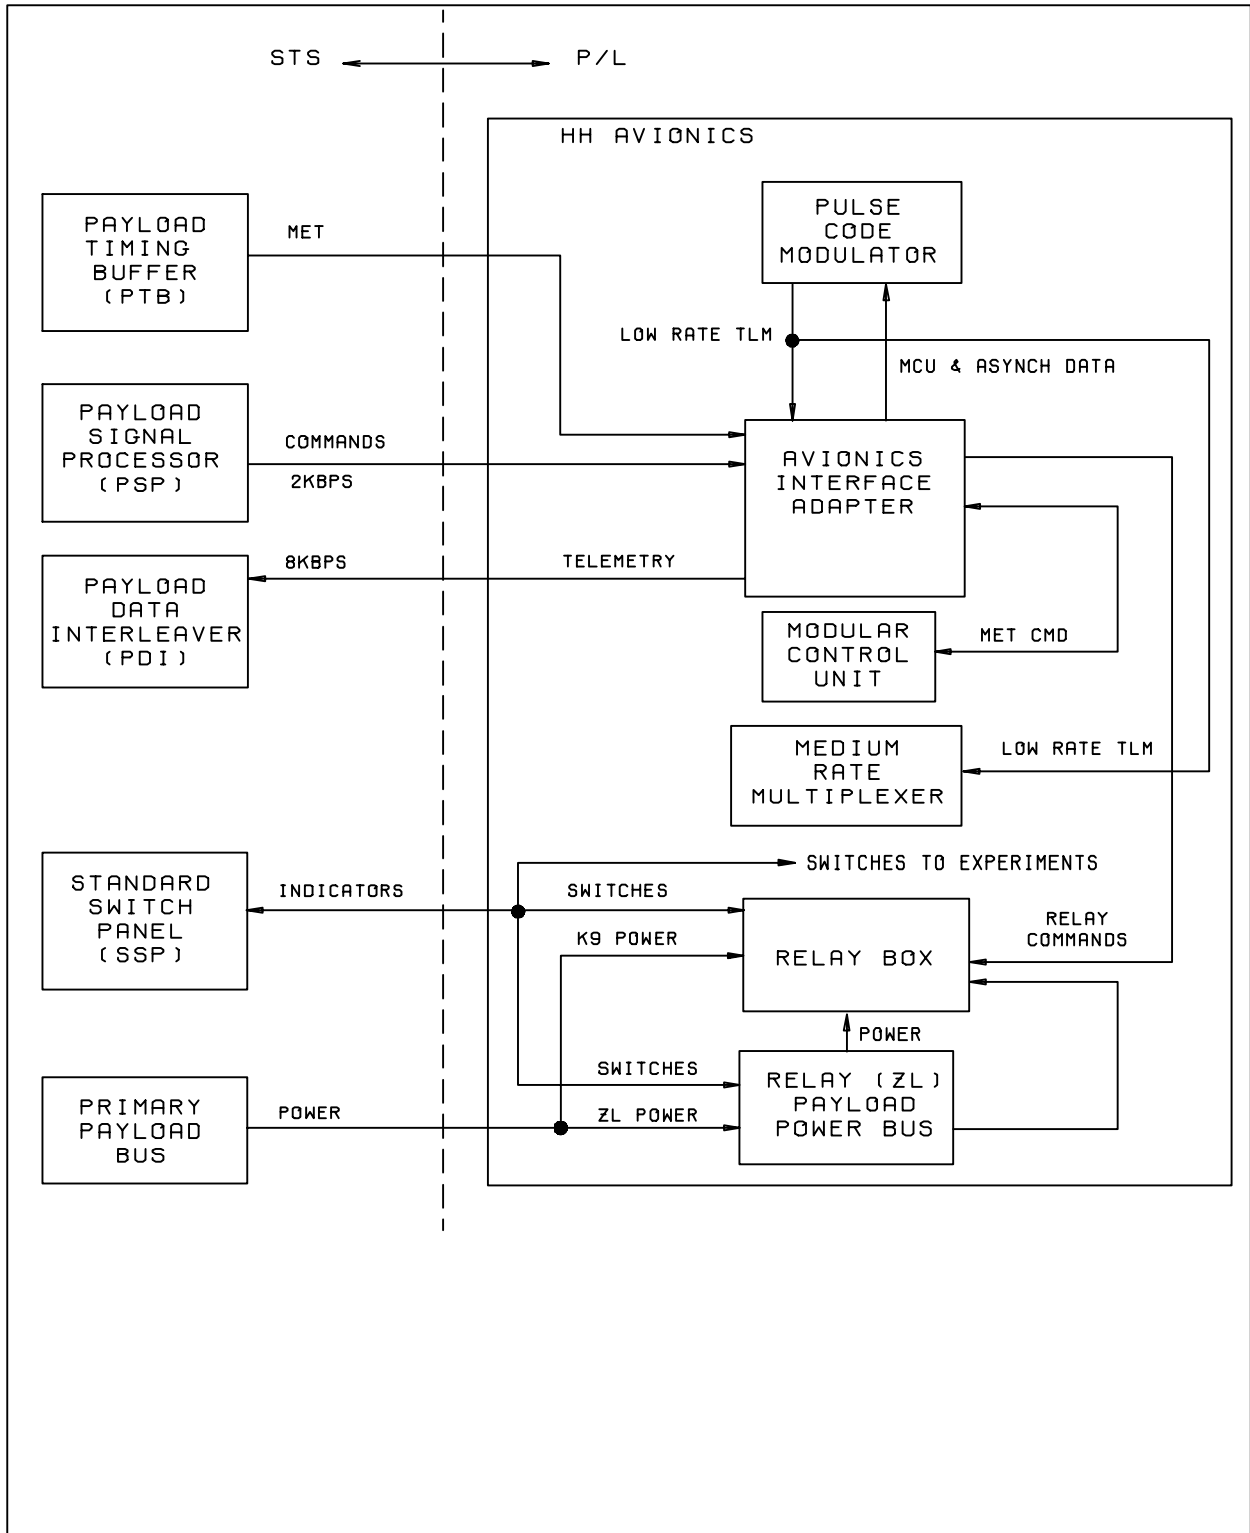 STS
P/L
HH AVIONICS
PAYLOAD
TIMING
BUFFER
(PTB)
MET
PULSE
CODE
MODULATOR
LOW RATE TLM
MCU & ASYNCH DATA
PAYLOAD
SIGNAL
PROCESSOR
(PSP)
COMMANDS
2KBPS
AVIONICS
INTERFACE
ADAPTER
PAYLOAD
DATA
INTERLEAVER
(PDI)
8KBPS
TELEMETRY
MODULAR
CONTROL
UNIT
MET CMD
MEDIUM
RATE
MULTIPLEXER
LOW RATE TLM
STANDARD
SWITCH
PANEL
(SSP)
INDICATORS
SWITCHES TO EXPERIMENTS
SWITCHES
K9 POWER
RELAY BOX
RELAY
COMMANDS
POWER
PRIMARY
PAYLOAD
BUS
POWER
SWITCHES
ZL POWER
RELAY (ZL)
PAYLOAD
POWER BUS